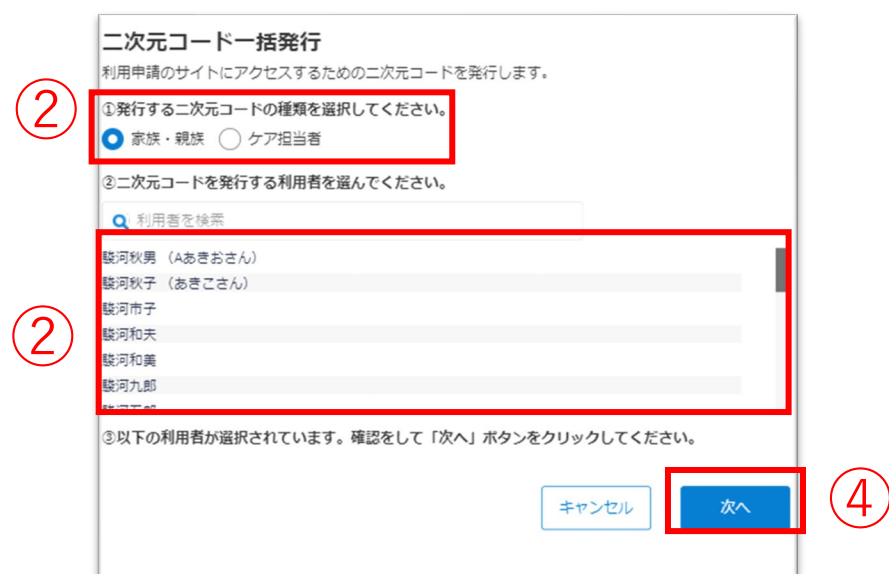 二次元コード一括発行
利用申請のサイトにアクセスするための二次元コードを発行します。
②
①発行する二次元コードの種類を選択してください。
家族・親族 ケア担当者
②二次元コードを発行する利用者を選んでください。
利用者を検索
駿河秋男 （Aあきおさん）
駿河秋子 （あきこさん）
駿河市子
②
駿河和夫
駿河和美
駿河九郎
③以下の利用者が選択されています。確認をして「次へ」ボタンをクリックしてください。
キャンセル 次へ
④